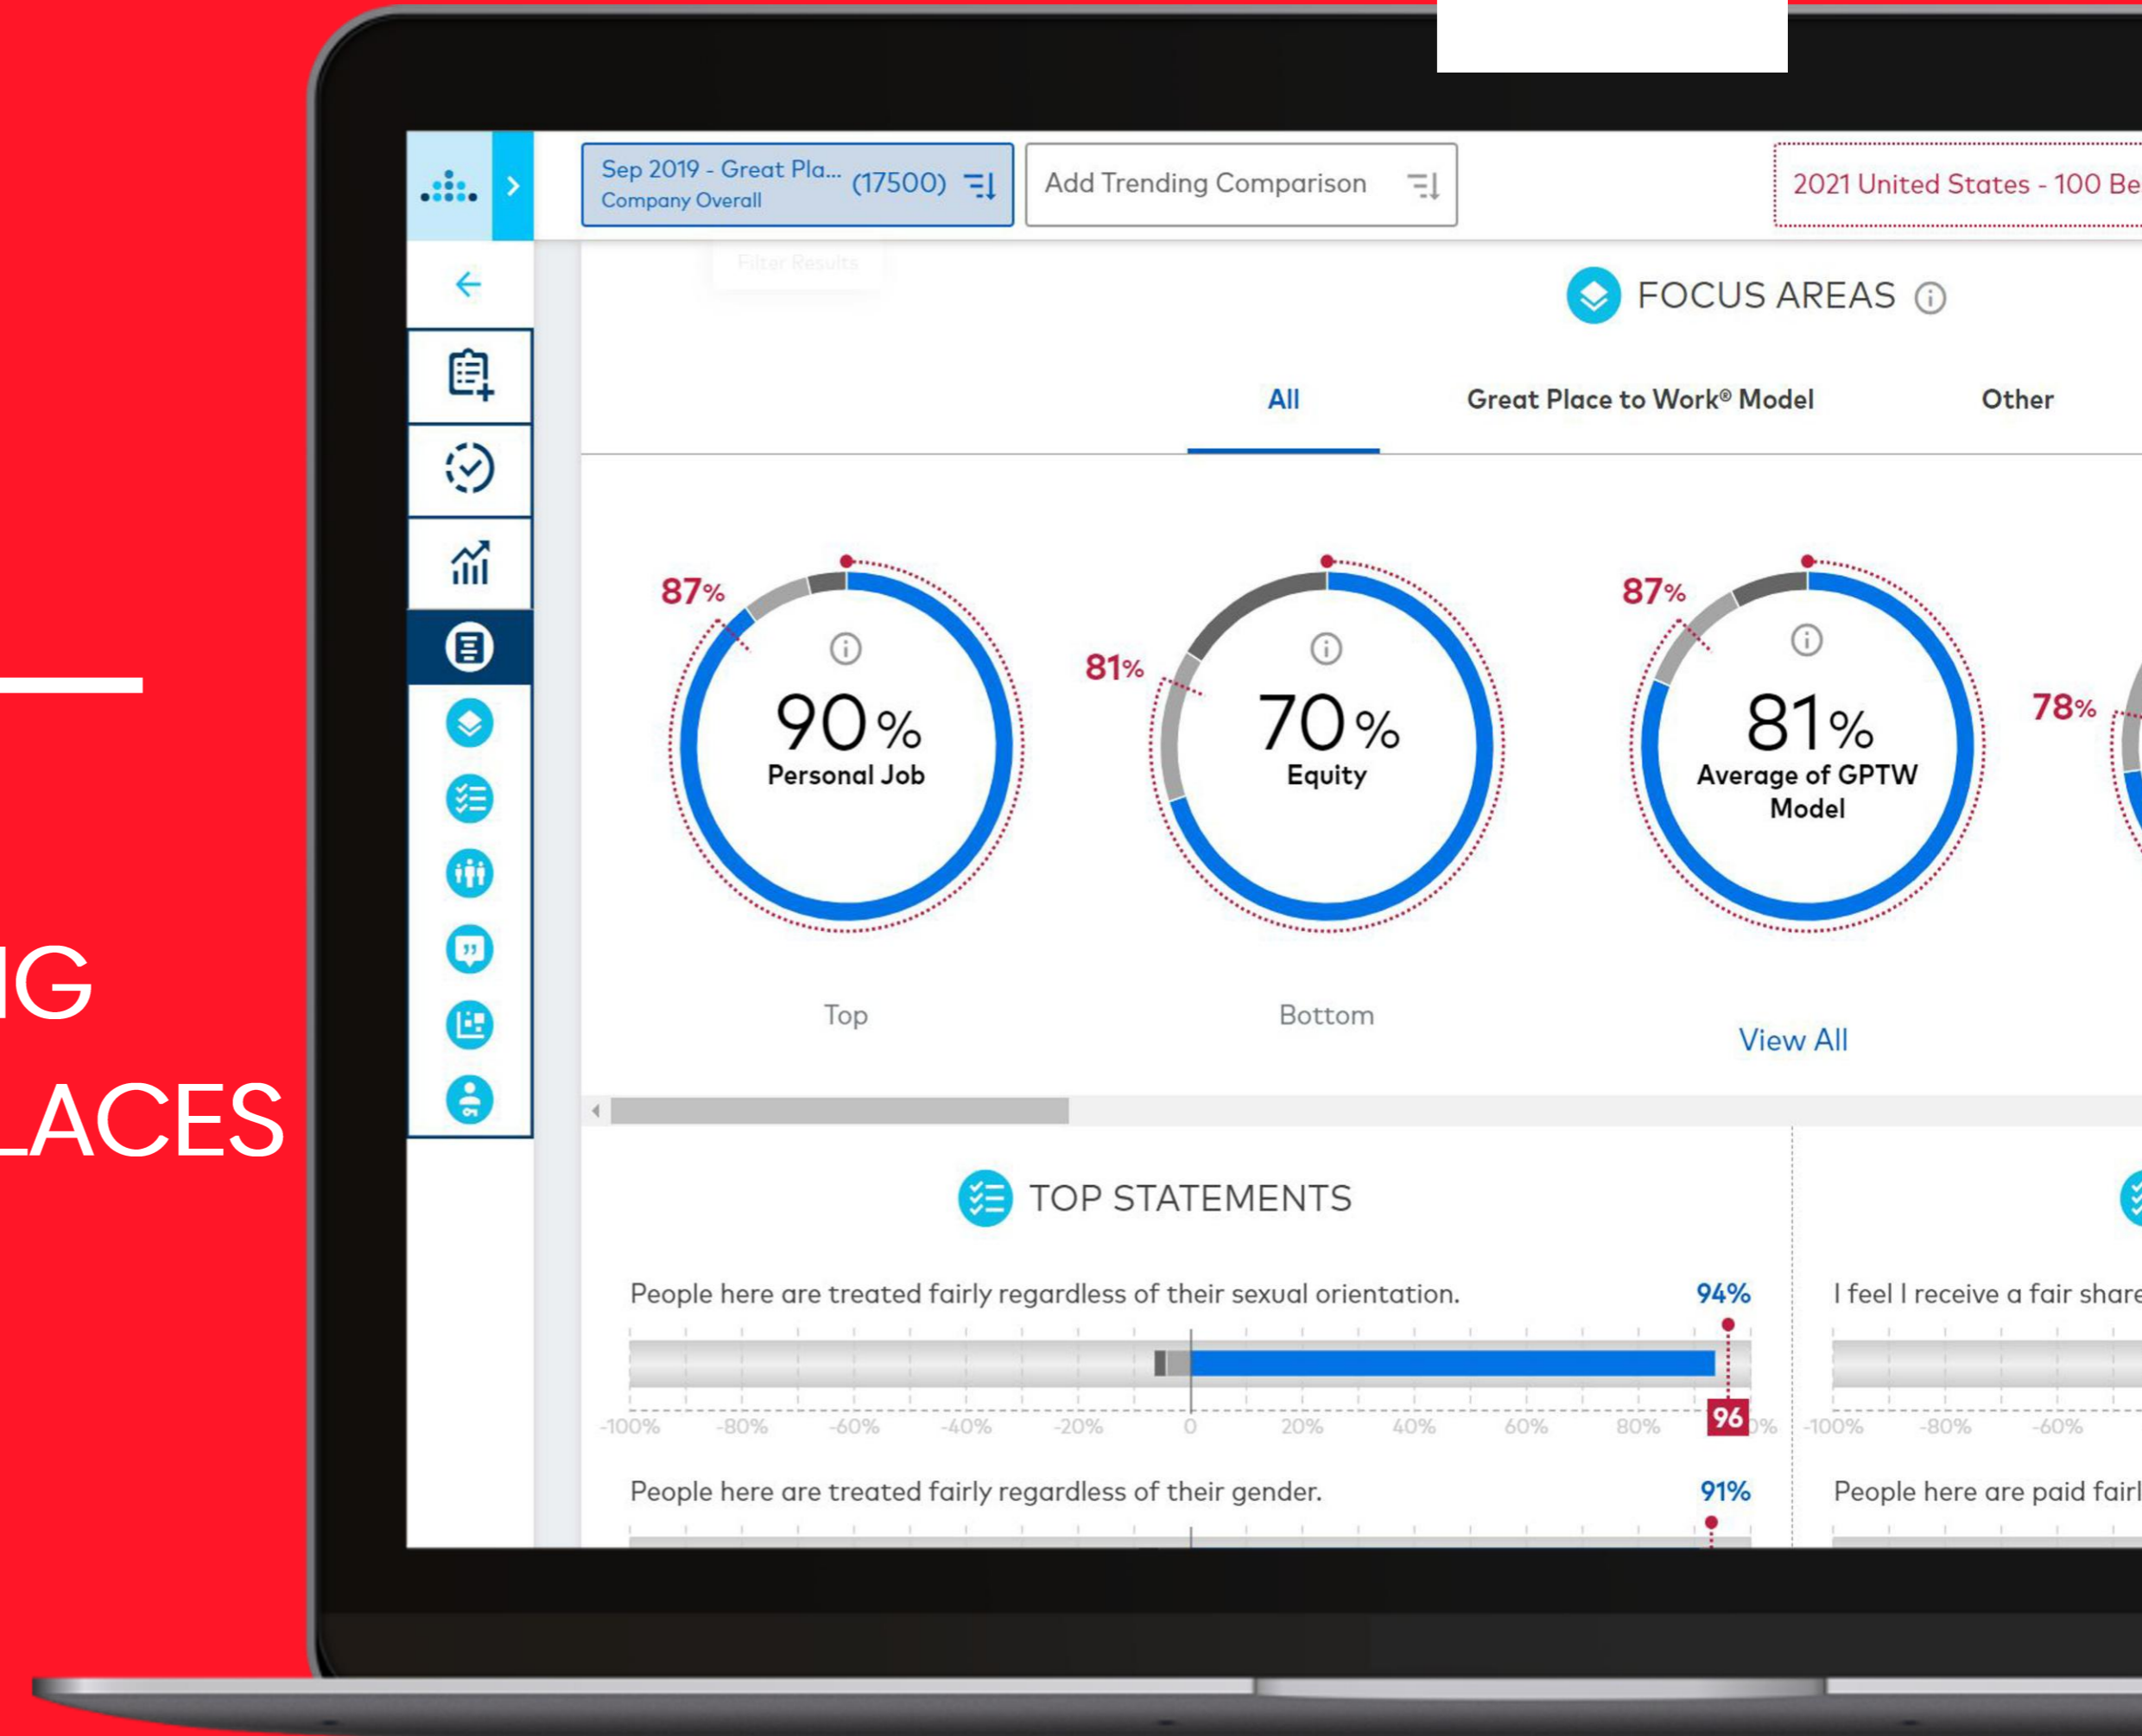 Sep 2019 - Great Pla... (17500)
Company Overall
Add Trending Comparison
2021 United States - 100 Be
Filter Results
FOCUS AREAS
All
Great Place to Work® Model
Other
87%
90%
Personal Job
Top
81%
70%
Equity
Bottom
87%
81%
Average of GPTW
Model
View All
78%
NG
LACES
TOP STATEMENTS
People here are treated fairly regardless of their sexual orientation. 94%
-100% -80% -60% -40% -20% 0 20% 40% 60% 80% 96 0%
People here are treated fairly regardless of their gender. 91%
I feel I receive a fair share
-100% -80% -60%
People here are paid fairl